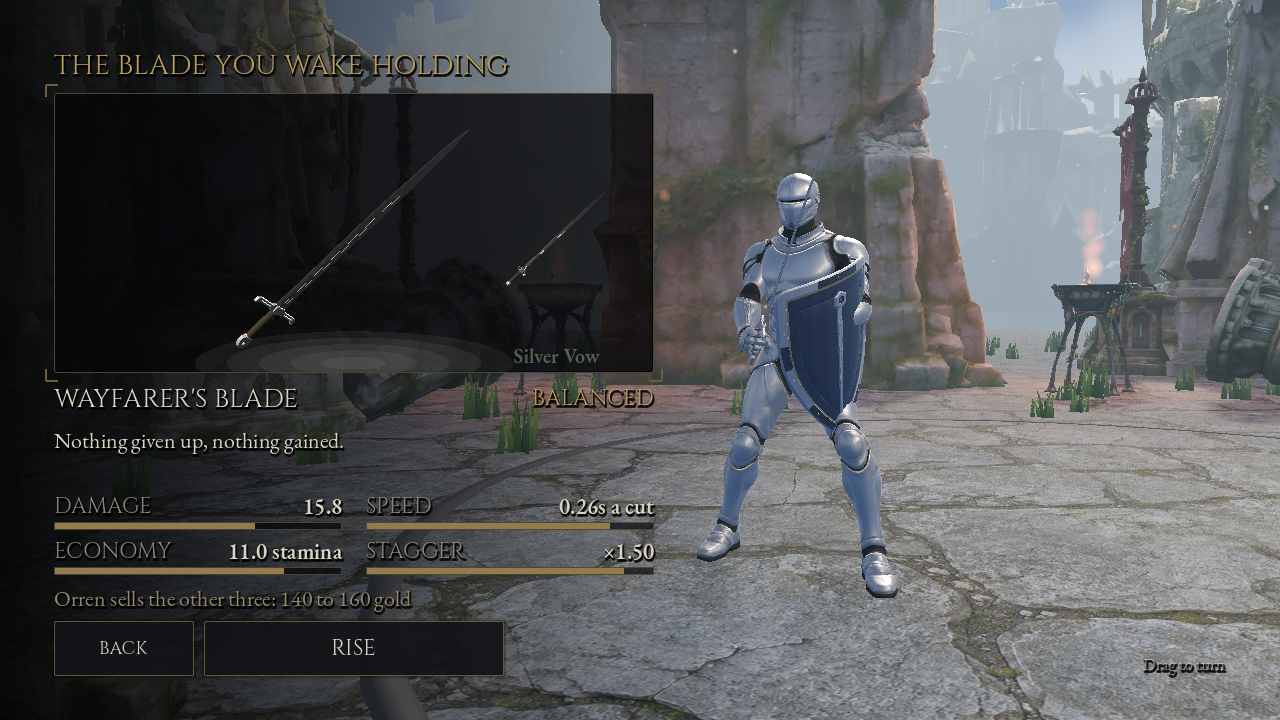 THE BLADE YOU WAKE HOLDING
Silver Vow
WAYFARER'S BLADE
BALANCED
Nothing given up, nothing gained.
DAMAGE 15.8 SPEED 0.26s a cut
ECONOMY 11.0 stamina STAGGER ×1.50
Orren sells the other three: 140 to 160 gold
BACK RISE
Drag to turn